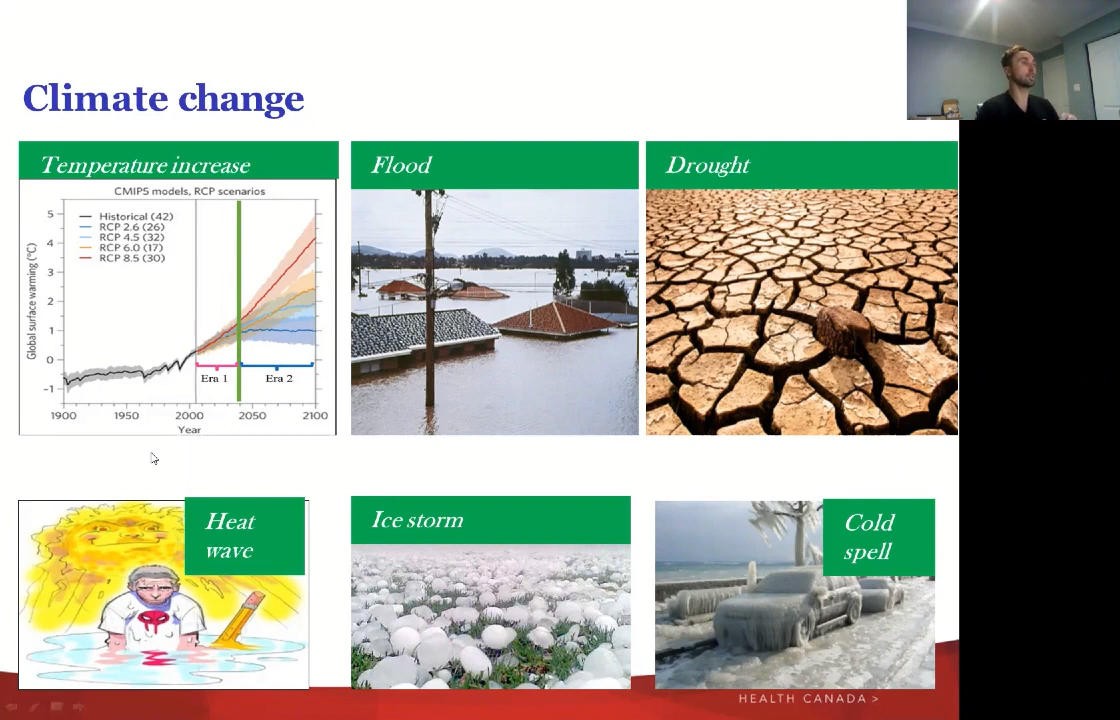 Climate change
Temperature increase
CMIP5 models, RCP scenarios
Global surface warming (°C)
5
4
3
2
1
0
-1
Historical (42)
RCP 2.6 (26)
RCP 4.5 (32)
RCP 6.0 (17)
RCP 8.5 (30)
Era 1
Era 2
1900
1950
2000
2050
2100
Year
Flood
Drought
Heat
wave
Ice storm
Cold
spell
HEALTH CANADA >